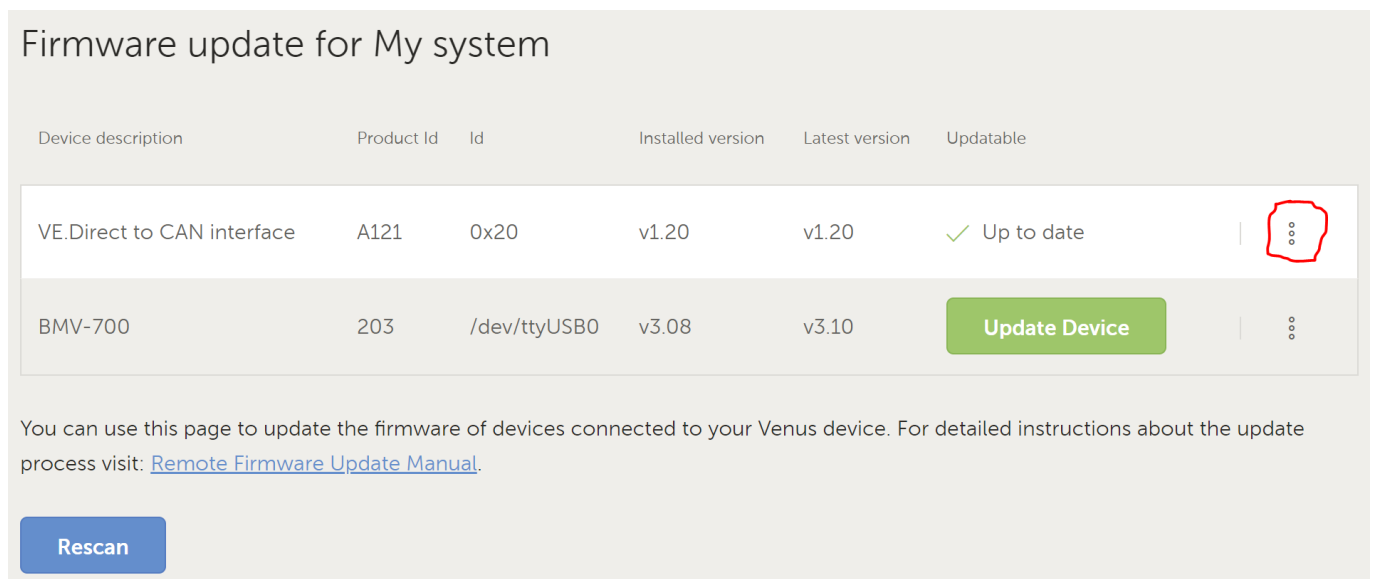 Firmware update for My system
Device description Product Id Id Installed version Latest version Updatable
VE.Direct to CAN interface A121 0x20 v1.20 v1.20 Up to date
BMV-700 203 /dev/ttyUSB0 v3.08 v3.10 Update Device
You can use this page to update the firmware of devices connected to your Venus device. For detailed instructions about the update
process visit: Remote Firmware Update Manual.
Rescan